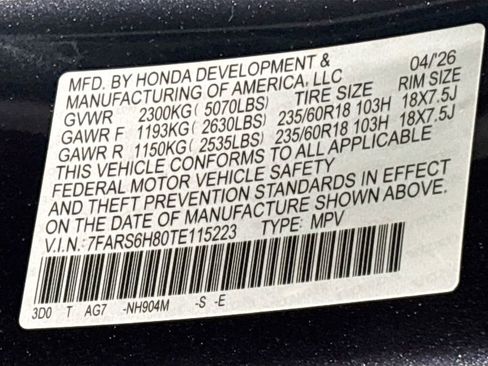 MFD. BY HONDA DEVELOPMENT & 04/'26
MANUFACTURING OF AMERICA, LLC
GVWR 2300KG( 5070LBS) TIRE SIZE RIM SIZE
GAWR F 1193KG( 2630LBS) 235/60R18 103H 18X7.5J
GAWR R 1150KG( 2535LBS) 235/60R18 103H 18X7.5J
THIS VEHICLE CONFORMS TO ALL APPLICABLE
FEDERAL MOTOR VEHICLE SAFETY
AND THEFT PREVENTION STANDARDS IN EFFECT
ON THE DATE OF MANUFACTURE SHOWN ABOVE.
V.I.N.: 7FARS6H80TE115223 TYPE: MPV
3D0 T AG7 -NH904M -S -E